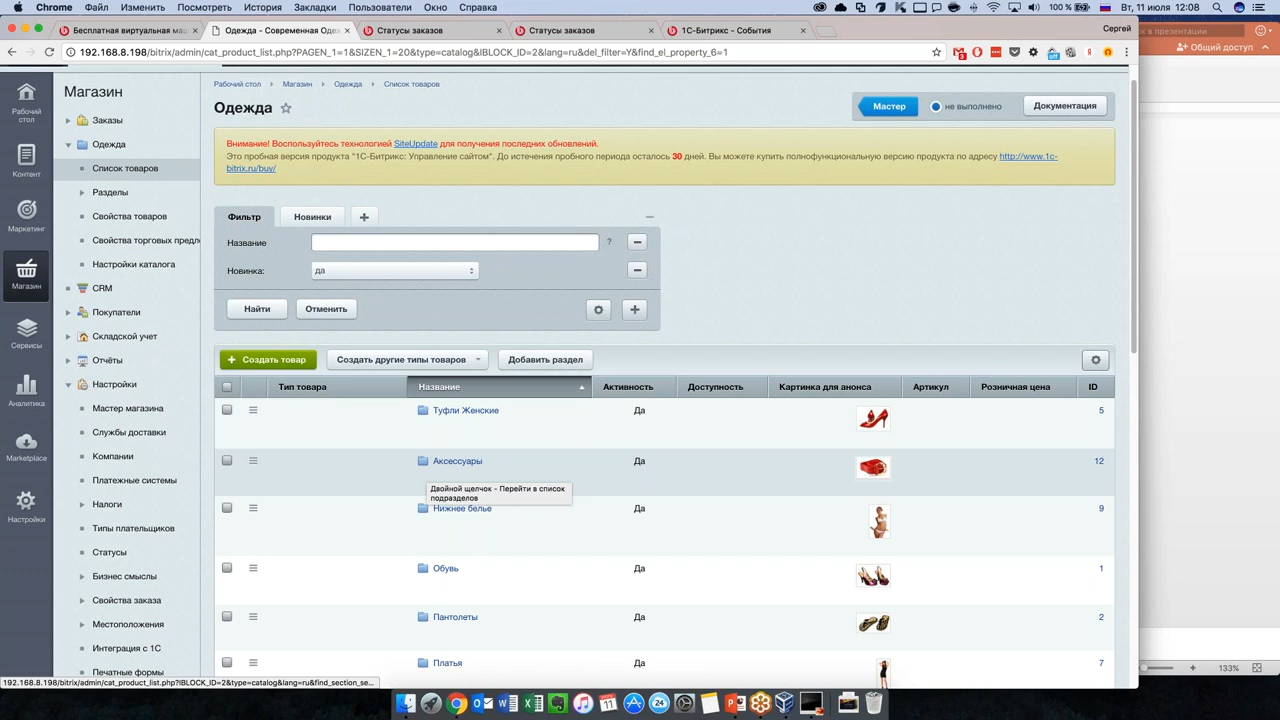 Chrome Файл Изменить Просмотреть История Закладки Пользователи Окно Справка 100 % Вт, 11 июля 12:08
Бесплатная виртуальная маш
Одежда - Современная Одеж
Статусы заказов
Статусы заказов
1С-Битрикс - События
Сергей
192.168.8.198/bitrix/admin/cat_product_list.php?PAGEN_1=1&SIZEN_1=20&type=catalog&IBLOCK_ID=2&lang=ru&del_filter=Y&find_el_property_6=1
Общий доступ
Рабочий стол
Контент
Маркетинг
Магазин
Сервисы
Аналитика
Marketplace
Настройки
Магазин
Заказы
Одежда
Список товаров
Разделы
Свойства товаров
Свойства торговых предл
Настройки каталога
CRM
Покупатели
Складской учет
Отчёты
Настройки
Мастер магазина
Службы доставки
Компании
Платежные системы
Налоги
Типы плательщиков
Статусы
Бизнес смыслы
Свойства заказа
Местоположения
Интеграция с 1С
Печатные формы
Рабочий стол Магазин Одежда Список товаров
Одежда
Мастер не выполнено Документация
Внимание! Воспользуйтесь технологией SiteUpdate для получения последних обновлений.
Это пробная версия продукта "1С-Битрикс: Управление сайтом". До истечения пробного периода осталось 30 дней. Вы можете купить полнофункциональную версию продукта по адресу http://www.1c-
bitrix.ru/buy/
Фильтр Новинки +
Название ?
Новинка: да
Найти Отменить
+ Создать товар Создать другие типы товаров Добавить раздел
Тип товара Название Активность Доступность Картинка для анонса Артикул Розничная цена ID
Туфли Женские Да 5
Аксессуары Да 12
Двойной щелчок - Перейти в список
подразделов
Нижнее белье Да 9
Обувь Да 1
Пантолеты Да 2
Платья Да 7
192.168.8.198/bitrix/admin/cat_product_list.php?IBLOCK_ID=2&type=catalog&lang=ru&find_section_se...
133%